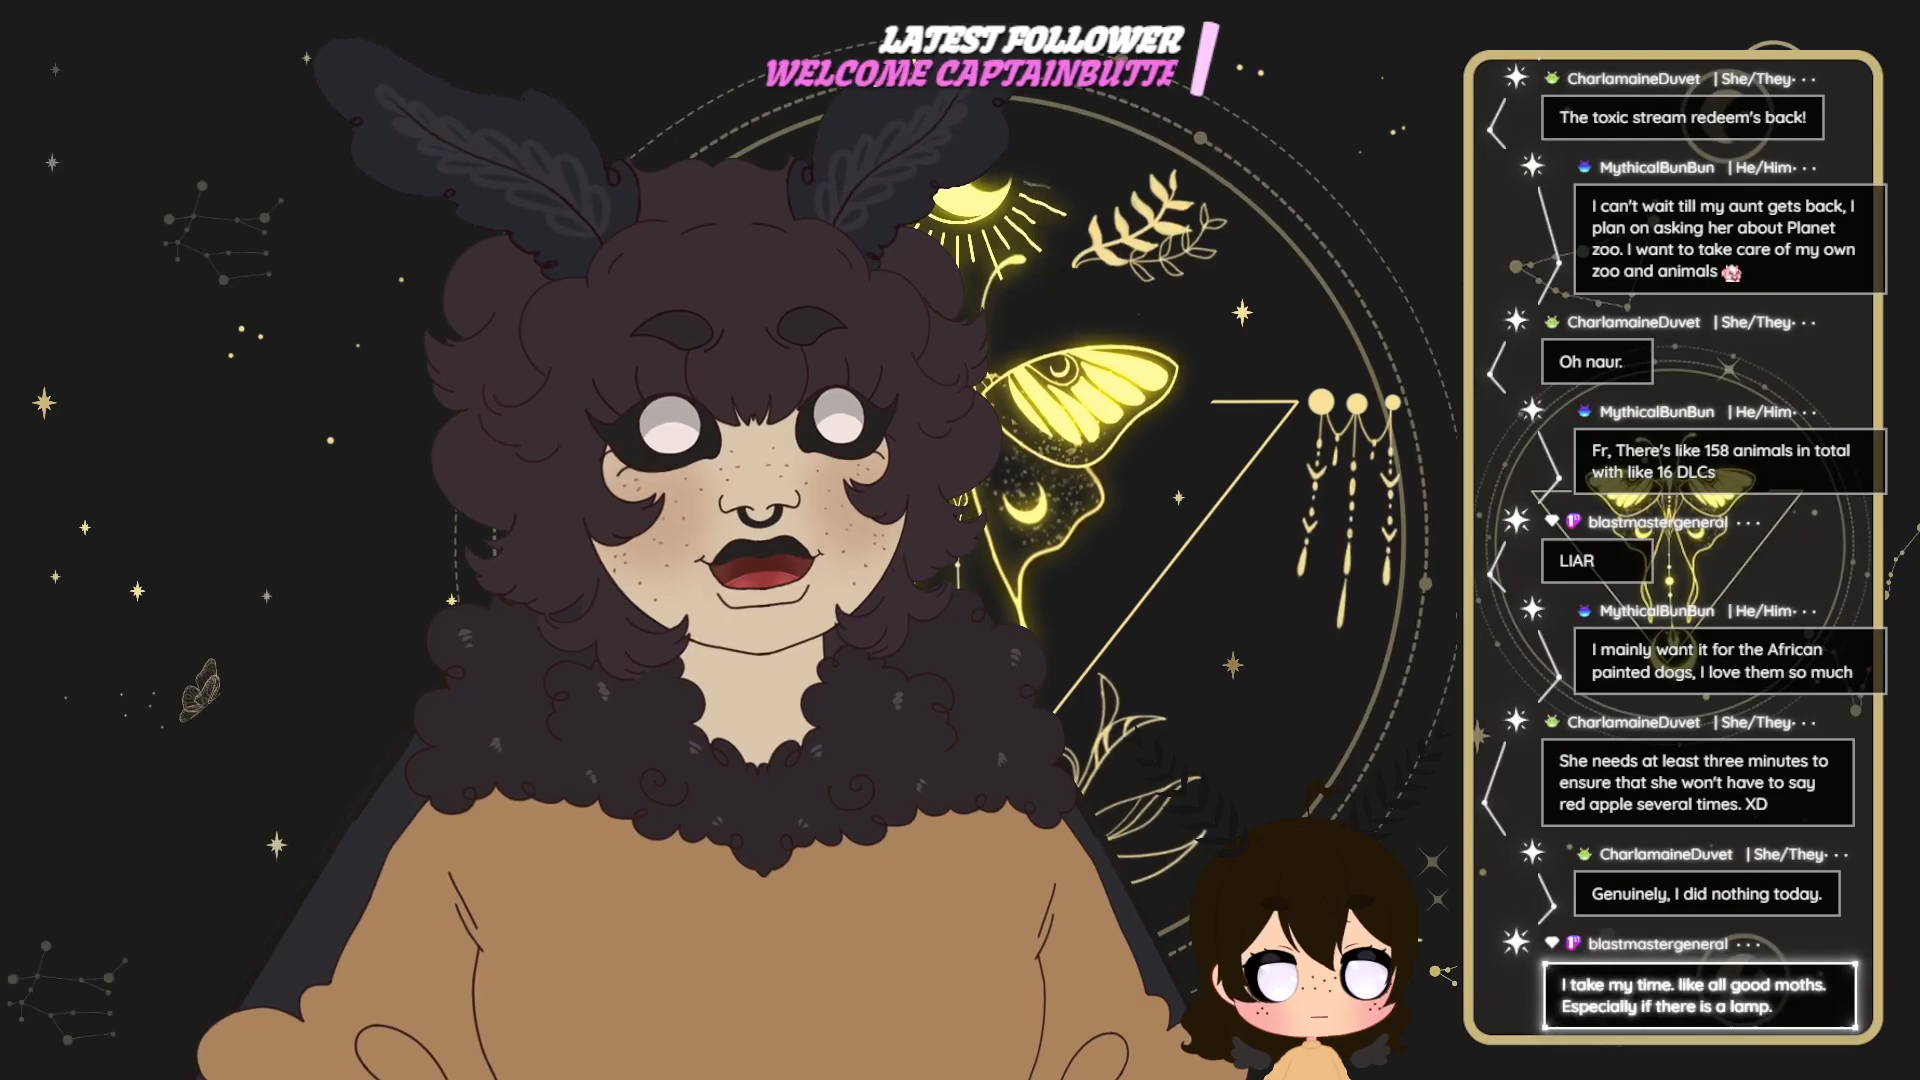 LATEST FOLLOWER
WELCOME CAPTAINBUTTE
CharlamaineDuvet | She/They· · ·
The toxic stream redeem's back!
MythicalBunBun | He/Him· · ·
I can't wait till my aunt gets back, I
plan on asking her about Planet
zoo. I want to take care of my own
zoo and animals
CharlamaineDuvet | She/They· · ·
Oh naur.
MythicalBunBun | He/Him· · ·
Fr, There's like 158 animals in total
with like 16 DLCs
blastmastergeneral · · ·
LIAR
MythicalBunBun | He/Him· · ·
I mainly want it for the African
painted dogs, I love them so much
CharlamaineDuvet | She/They· · ·
She needs at least three minutes to
ensure that she won't have to say
red apple several times. XD
CharlamaineDuvet | She/They· · ·
Genuinely, I did nothing today.
blastmastergeneral · · ·
I take my time. like all good moths.
Especially if there is a lamp.